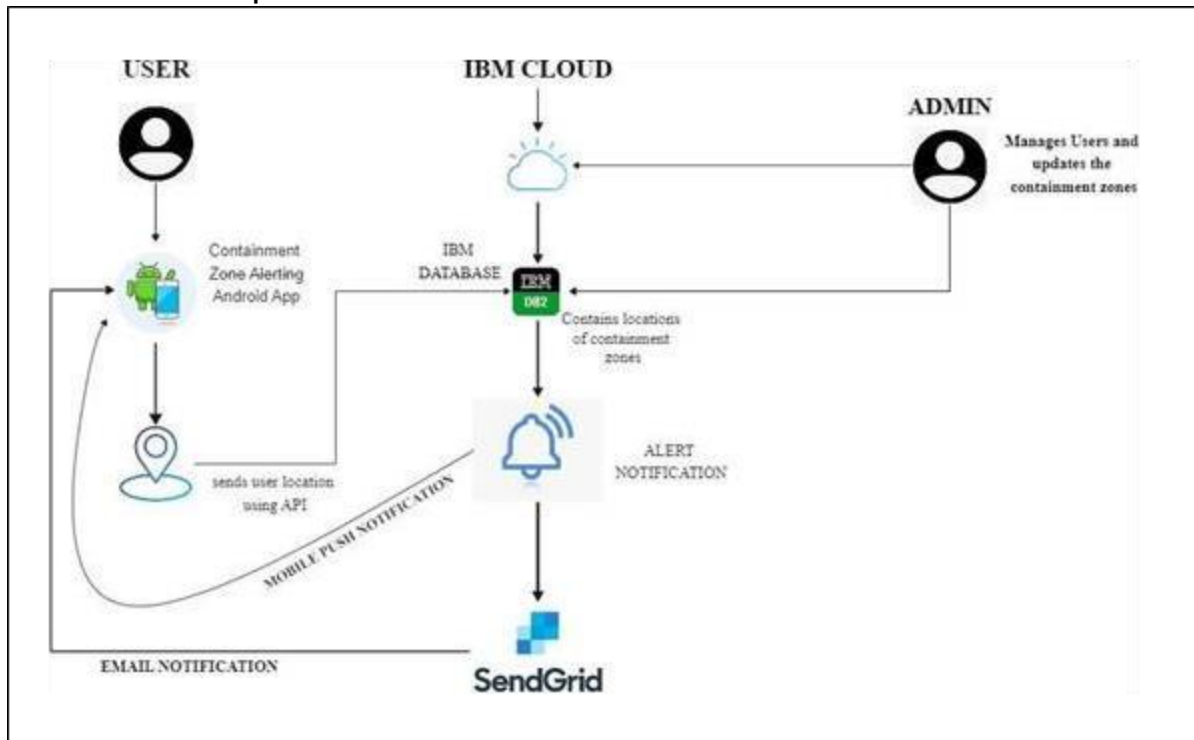 USER
IBM CLOUD
ADMIN
Manages Users and
updates the
containment zones
Containment
Zone Alerting
Android App
IBM
DATABASE
IBM
DB2
Contains locations
of containment
zones
ALERT
NOTIFICATION
sends user location
using API
MOBILE PUSH NOTIFICATION
EMAIL NOTIFICATION
SendGrid